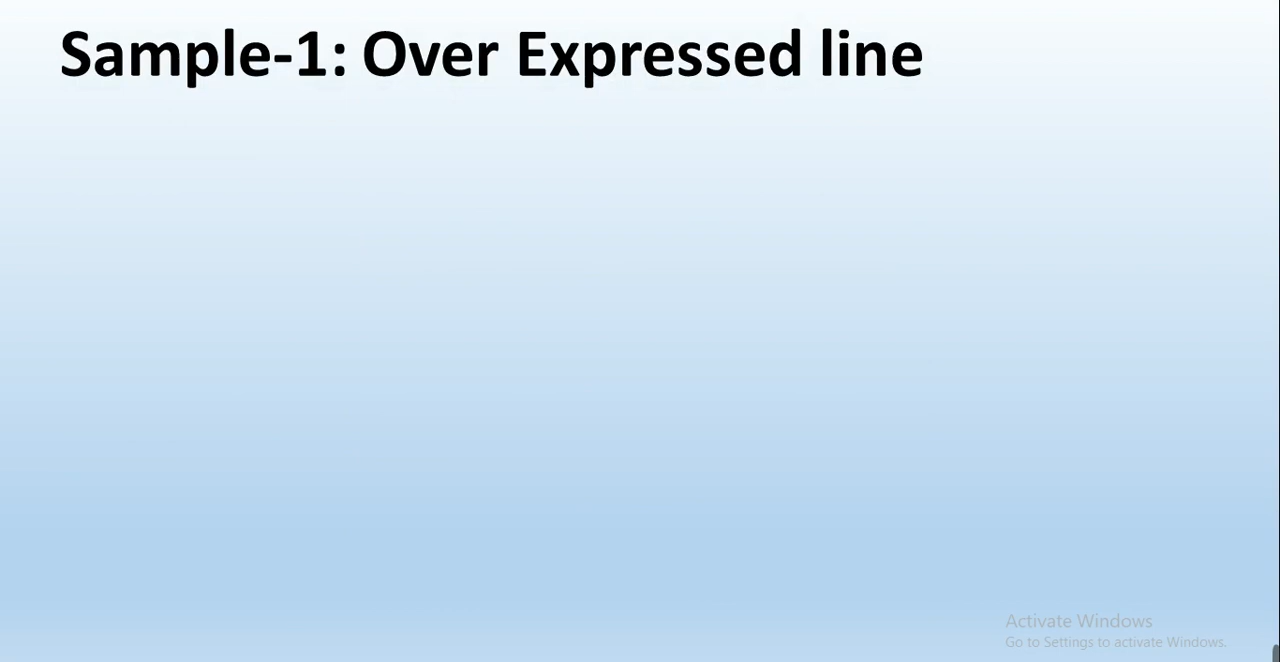 Sample-1: Over Expressed line
Activate Windows
Go to Settings to activate Windows.